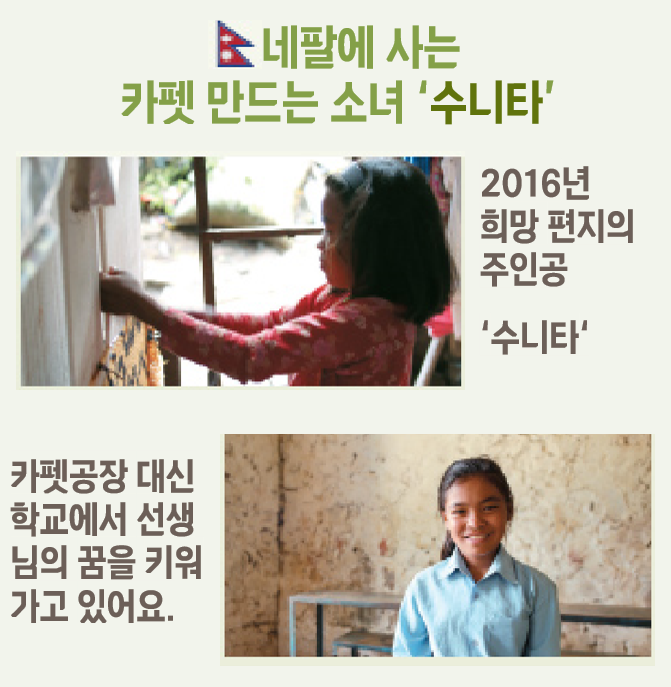 네팔에 사는
카펫 만드는 소녀 ‘수니타’
2016년
희망 편지의
주인공
‘수니타‘
카펫공장 대신
학교에서 선생
님의 꿈을 키워
가고 있어요.